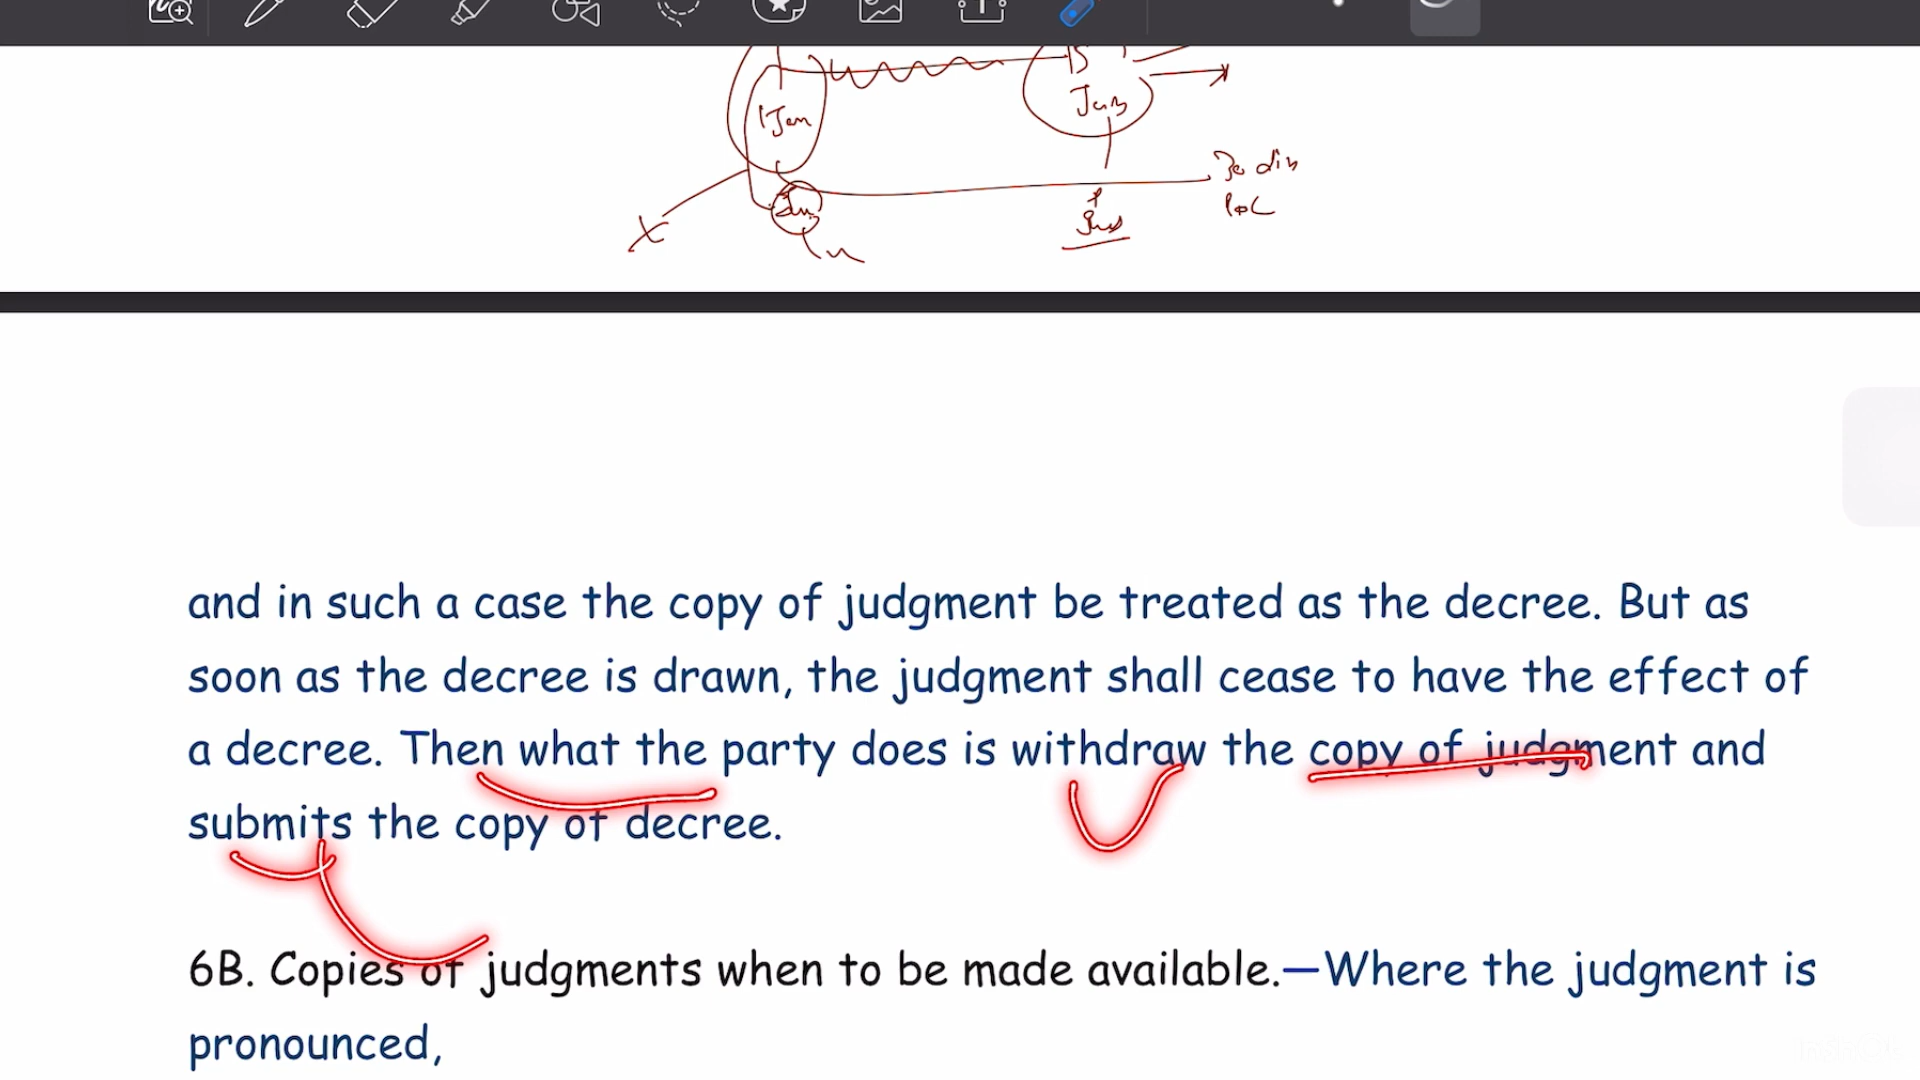 1Jan
15
Jan
X
and in such a case the copy of judgment be treated as the decree. But as
soon as the decree is drawn, the judgment shall cease to have the effect of
a decree. Then what the party does is withdraw the copy of judgment and
submits the copy of decree.
6B. Copies of judgments when to be made available.—Where the judgment is
pronounced,